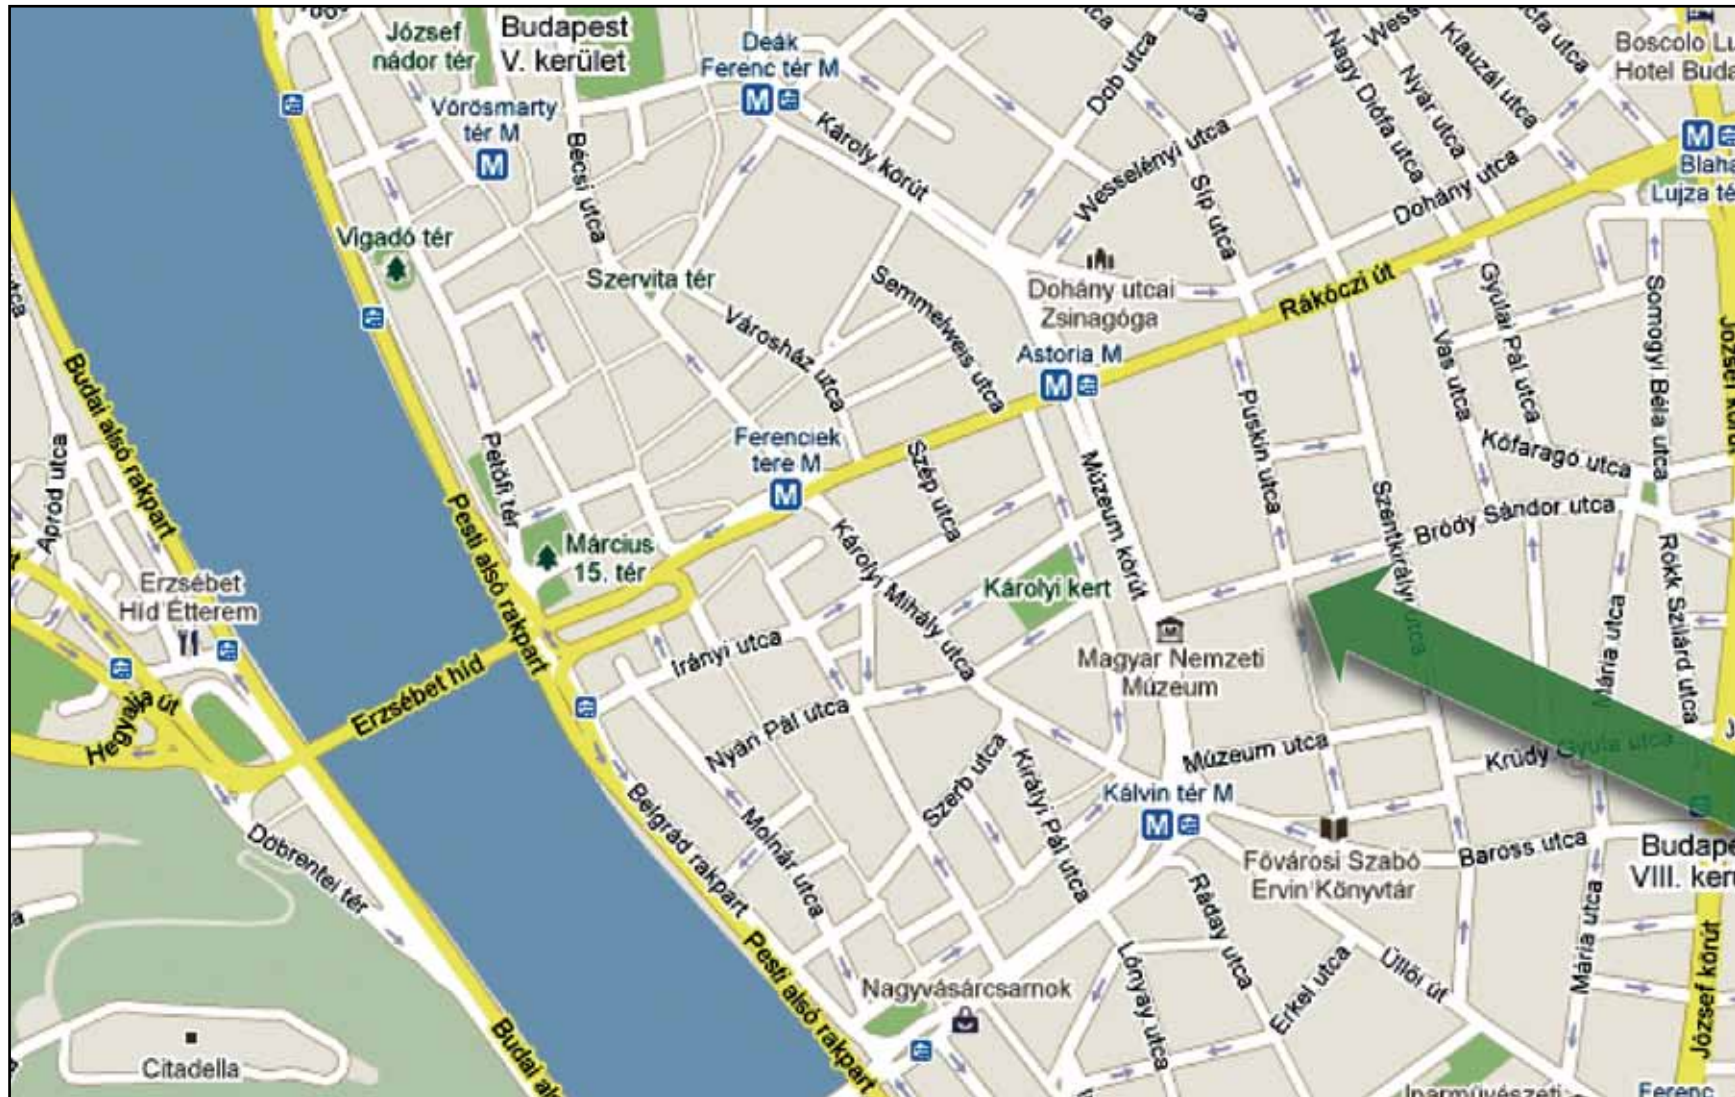 József
nádor tér
Budapest
V. kerület
Deák
Ferenc tér M
Vörösmarty
tér M
Bécsi utca
Károly körút
Dob utca
Wesselényi utca
Síp utca
Nagy Diófa utca
Nyár utca
Klauzál utca
Dohány utca
Boscolo
Hotel
Blaha
Lujza
Vigadó tér
Szervita tér
Városház utca
Semmelweis utca
Dohány utcai
Zsinagóga
Rákóczi út
Astoria M
Ferenciek
tere M
Szép utca
Petőfi tér
Március
15. tér
Budai alsó rakpart
Pesti alsó rakpart
Apród utca
Erzsébet
Híd Étterem
Hegyalja út
Erzsébet híd
Irányi utca
Nyári Pál utca
Károlyi Mihály utca
Károlyi kert
Múzeum körút
Puskin utca
Szentkirályi utca
Vas utca
Gyulai Pál utca
Somogyi Béla utca
Kőfaragó utca
Bródy Sándor utca
Rökk Szilárd utca
Mária utca
Magyar Nemzeti
Múzeum
Múzeum utca
Krúdy Gyula utca
Kálvin tér M
Szerb utca
Királyi Pál utca
Molnár utca
Belgrád rakpart
Döbrentei tér
Fővárosi Szabó
Ervin Könyvtár
Baross utca
VIII.
Mária utca
József körút
Üllői út
Ráday utca
Erkel utca
Lónyay utca
Nagyvásárcsarnok
Pesti alsó rakpart
Citadella
Budai
Ferenc